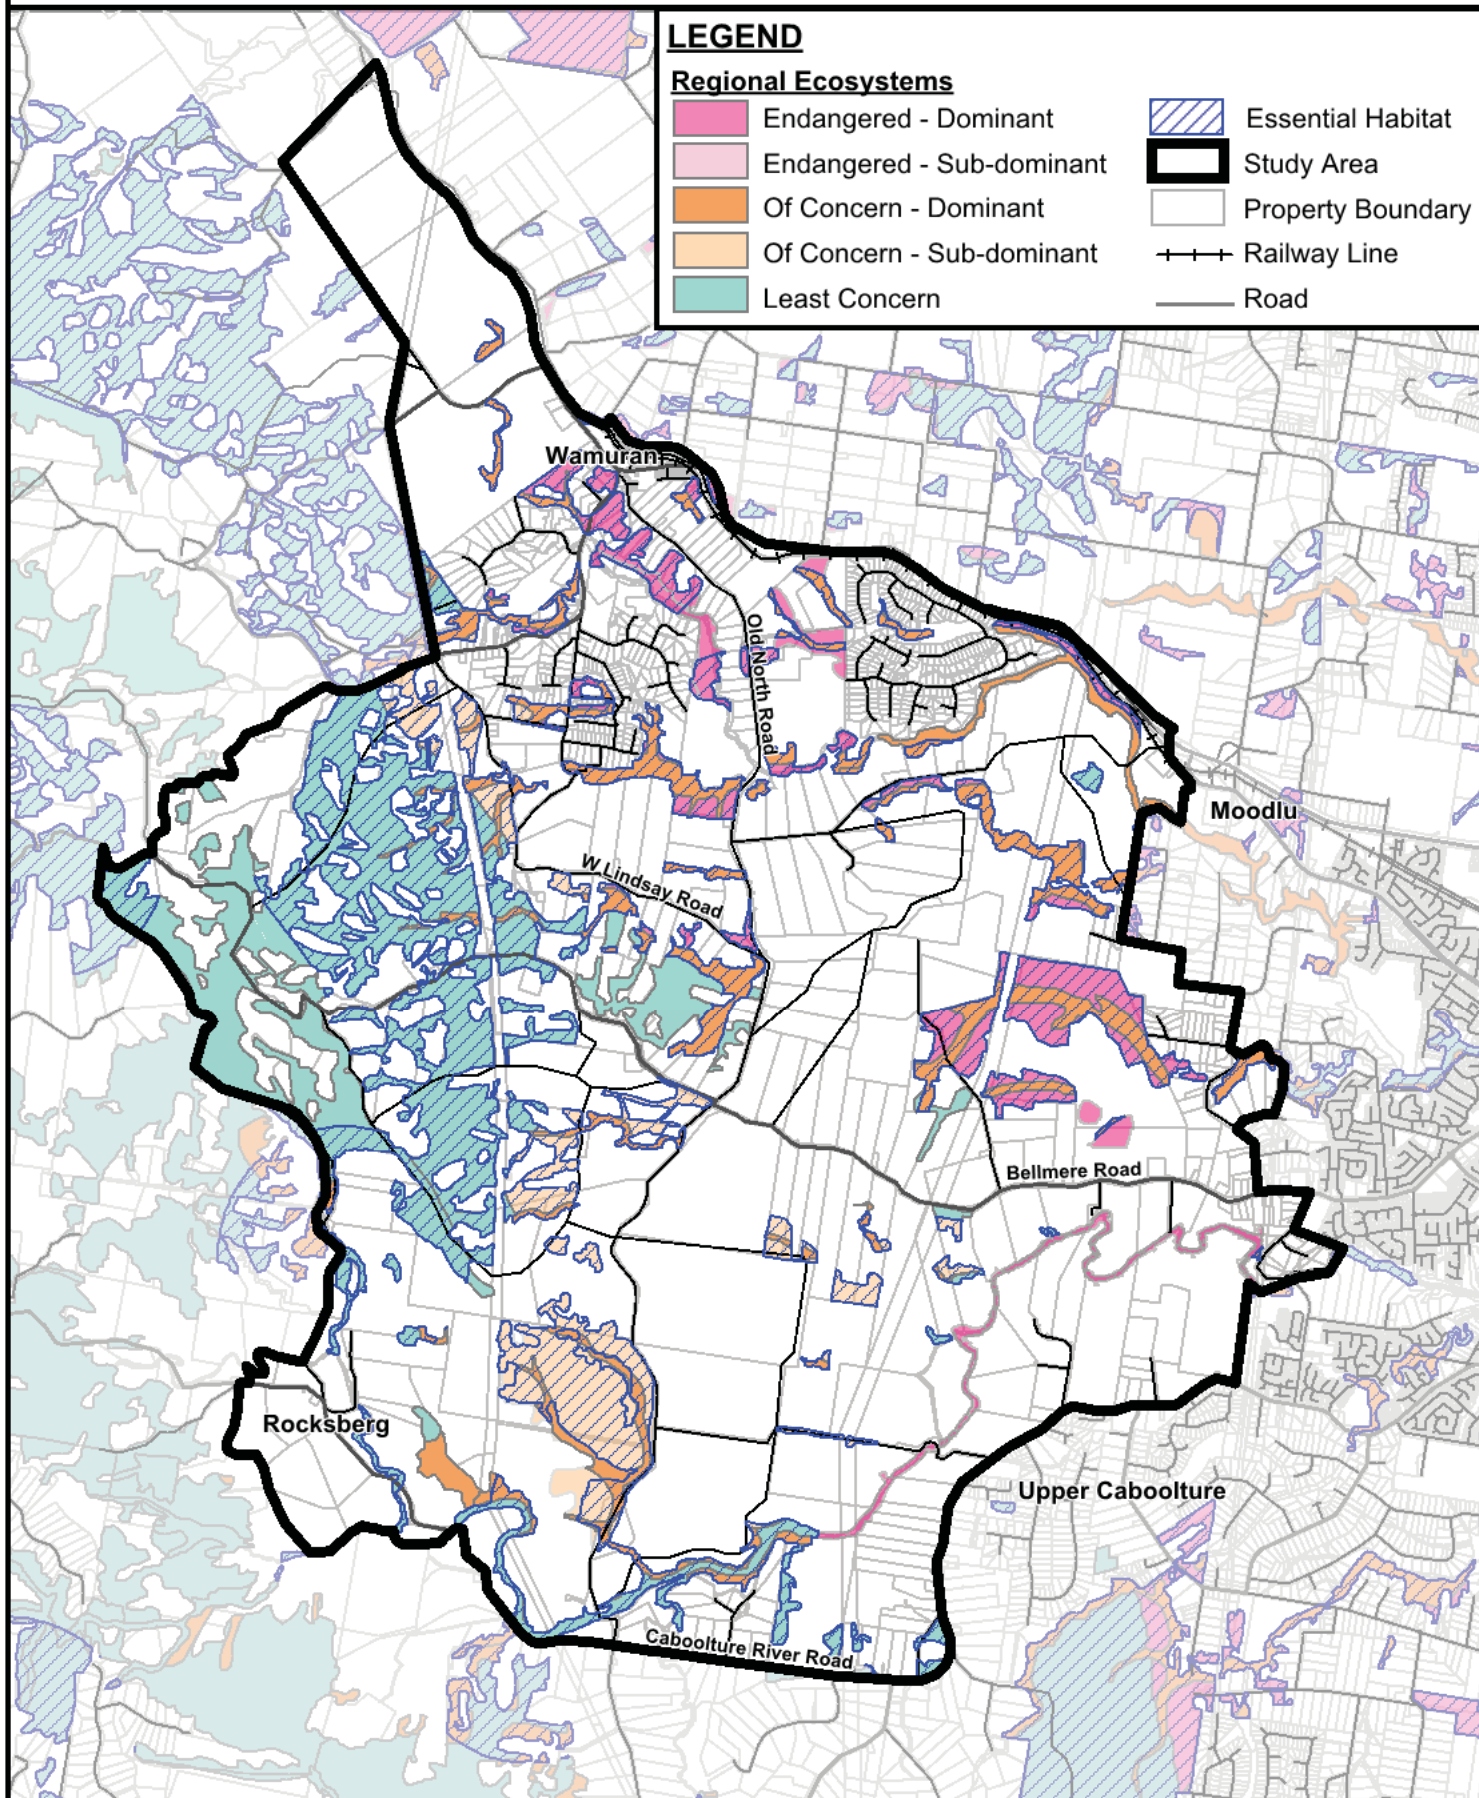 LEGEND
Regional Ecosystems
Endangered - Dominant
Endangered - Sub-dominant
Of Concern - Dominant
Of Concern - Sub-dominant
Least Concern
Essential Habitat
Study Area
Property Boundary
Railway Line
Road
Wamuran
Old North Road
Moodlu
W Lindsay Road
Bellmere Road
Rocksberg
Upper Caboolture
Caboolture River Road